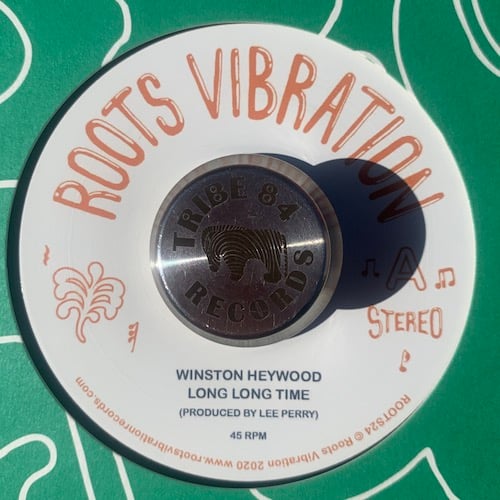 ROOTS VIBRATION
TRIBE 84
RECORDS
A
STEREO
WINSTON HEYWOOD
LONG LONG TIME
(PRODUCED BY LEE PERRY)
45 RPM
ROOTS24 © Roots Vibration 2020 www.rootsvibrationrecords.com